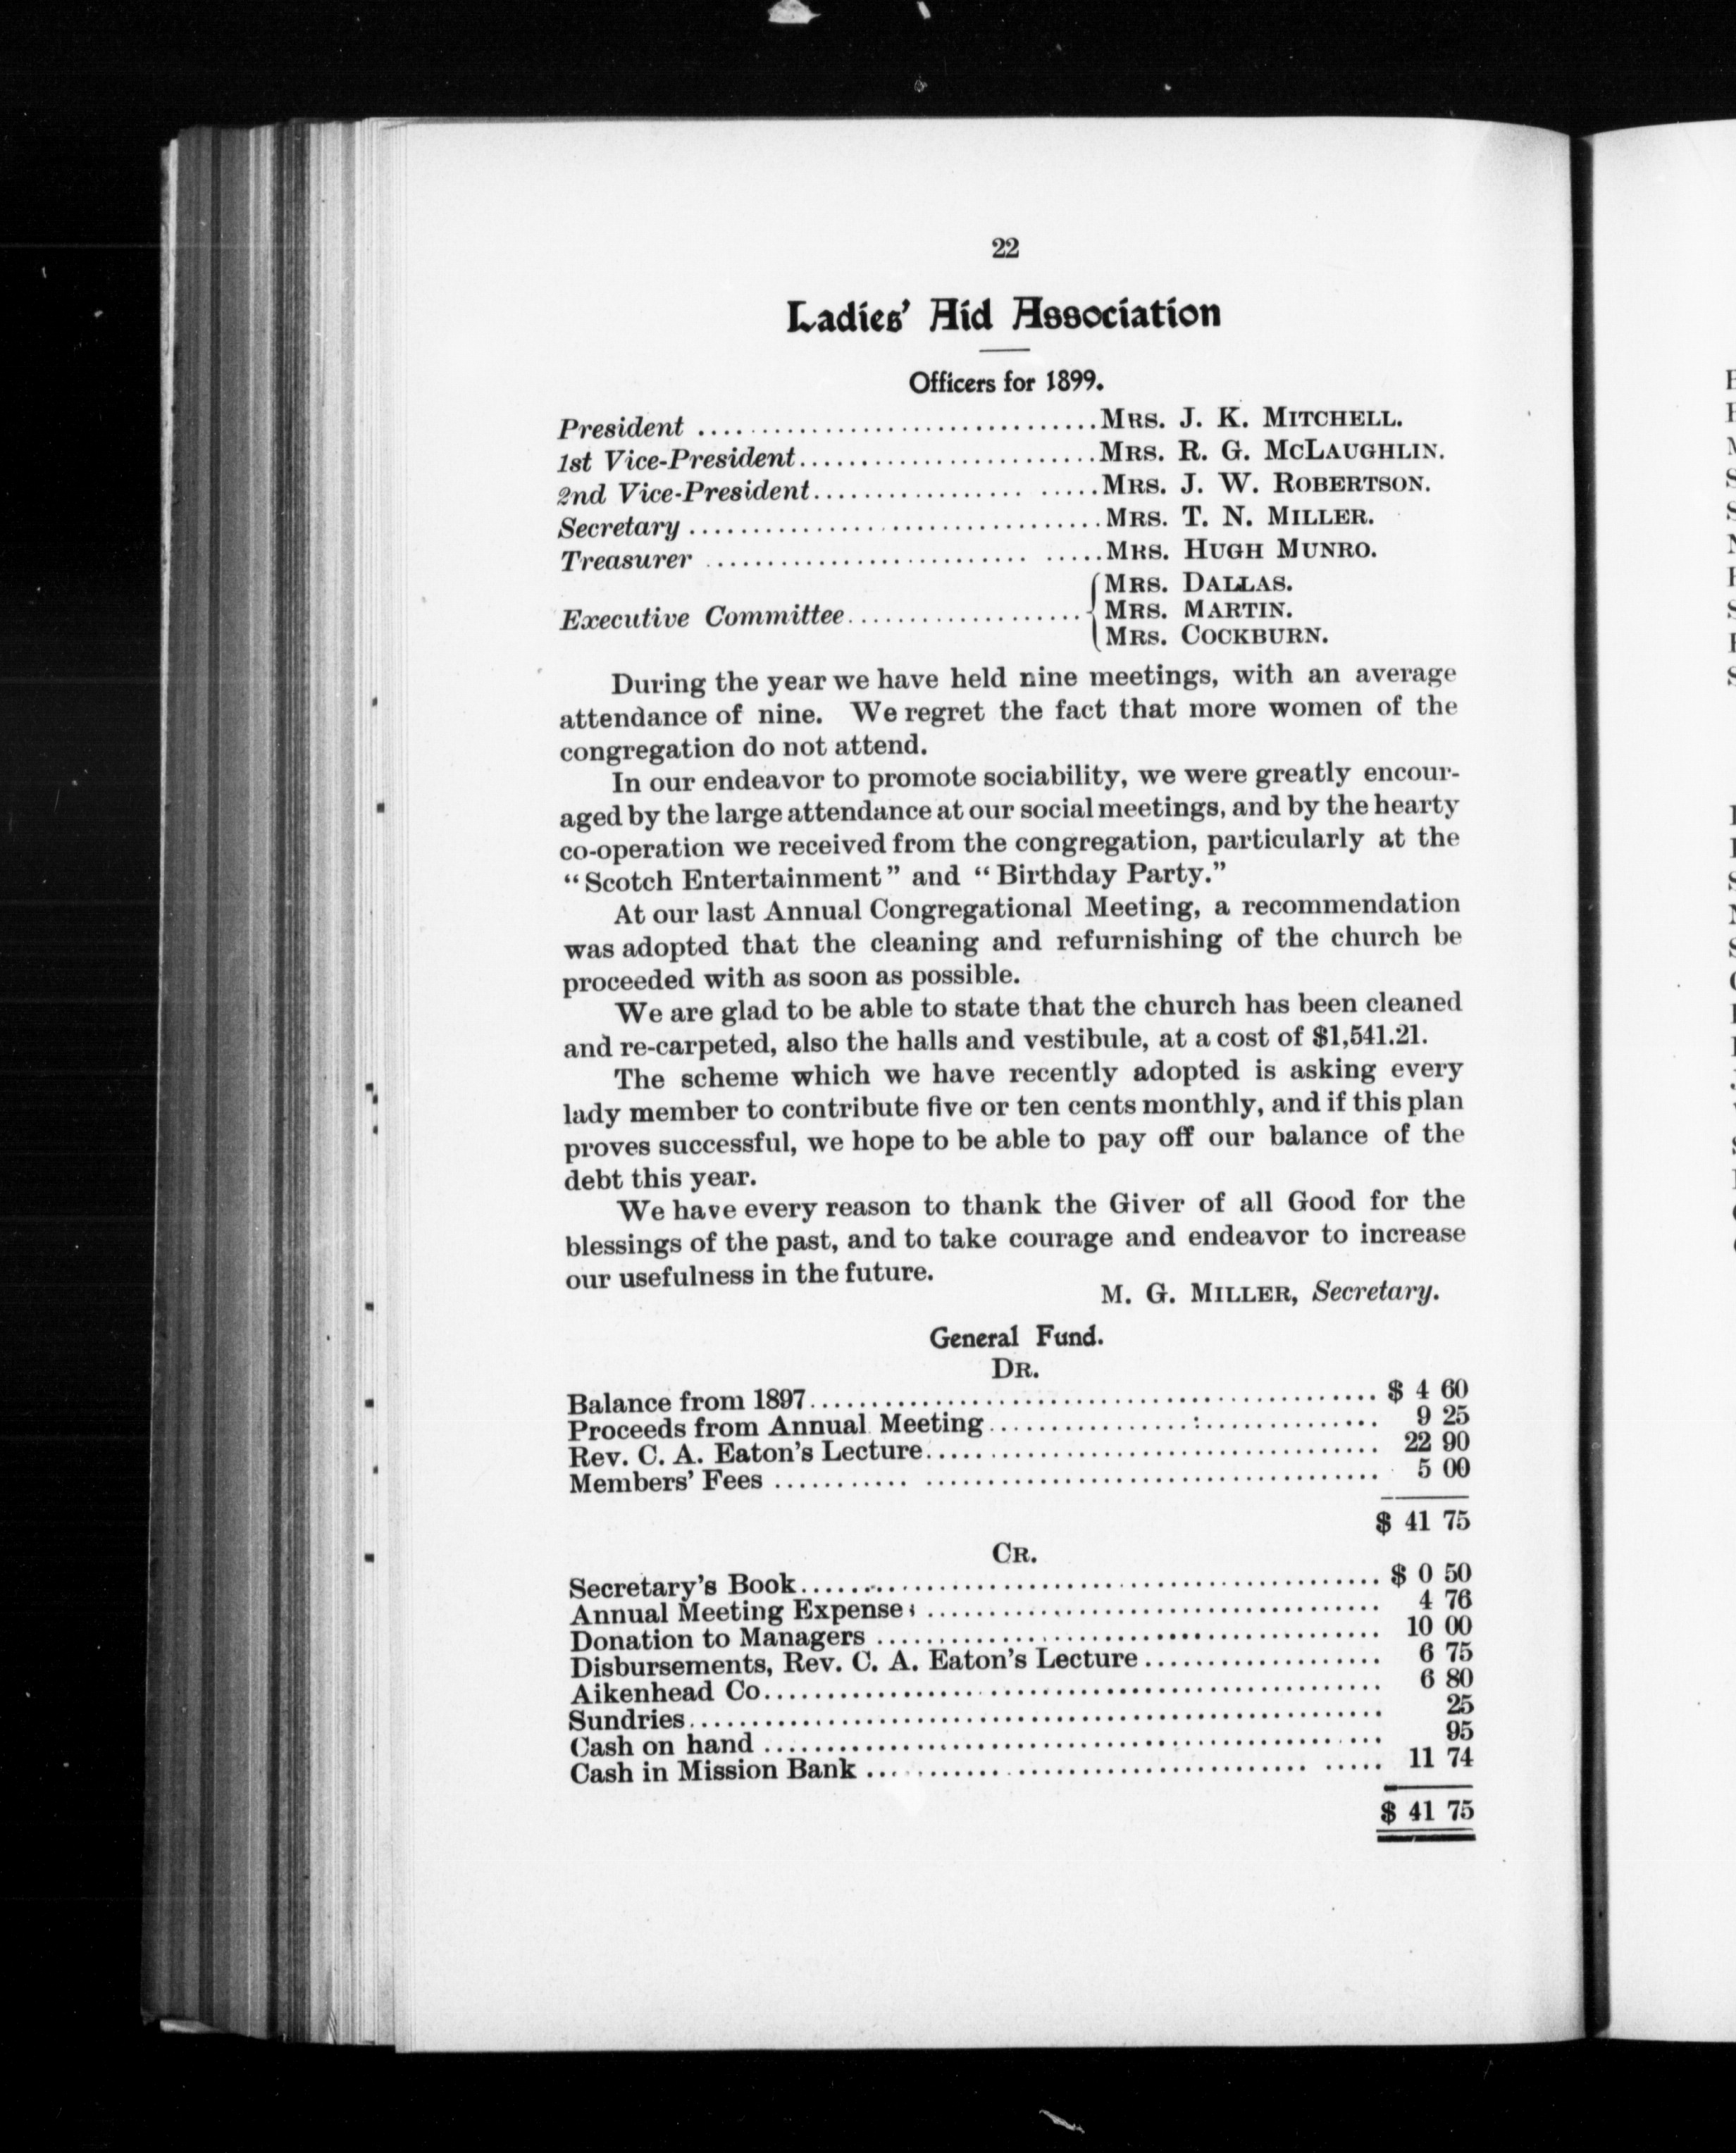 22
Ladies' Aid Association
Officers for 1899.
President ................................. MRS. J. K. MITCHELL.
1st Vice-President........................ MRS. R. G. MCLAUGHLIN.
2nd Vice-President................. ..... MRS. J. W. ROBERTSON.
Secretary .................................. MRS. T. N. MILLER.
Treasurer .......................... ..... MRS. HUGH MUNRO.
MRS. DALLAS.
Executive Committee................... MRS. MARTIN.
MRS. COCKBURN.
During the year we have held nine meetings, with an average
attendance of nine. We regret the fact that more women of the
congregation do not attend.
In our endeavor to promote sociability, we were greatly encour-
aged by the large attendance at our social meetings, and by the hearty
co-operation we received from the congregation, particularly at the
"Scotch Entertainment" and "Birthday Party."
At our last Annual Congregational Meeting, a recommendation
was adopted that the cleaning and refurnishing of the church be
proceeded with as soon as possible.
We are glad to be able to state that the church has been cleaned
and re-carpeted, also the halls and vestibule, at a cost of $1,541.21.
The scheme which we have recently adopted is asking every
lady member to contribute five or ten cents monthly, and if this plan
proves successful, we hope to be able to pay off our balance of the
debt this year.
We have every reason to thank the Giver of all Good for the
blessings of the past, and to take courage and endeavor to increase
our usefulness in the future.
M. G. MILLER, Secretary.
General Fund.
DR.
Balance from 1897.............................................. $ 4 60
Proceeds from Annual Meeting................................ 9 25
Rev. C. A. Eaton's Lecture..................................... 22 90
Members' Fees ................................................ 5 00
$ 41 75
CR.
Secretary's Book............................................... $ 0 50
Annual Meeting Expenses ..................................... 4 76
Donation to Managers ......................................... 10 00
Disbursements, Rev. C. A. Eaton's Lecture................... 6 75
Aikenhead Co.................................................. 6 80
Sundries........................................................ 25
Cash on hand .................................................. 95
Cash in Mission Bank ................................... ..... 11 74
$ 41 75